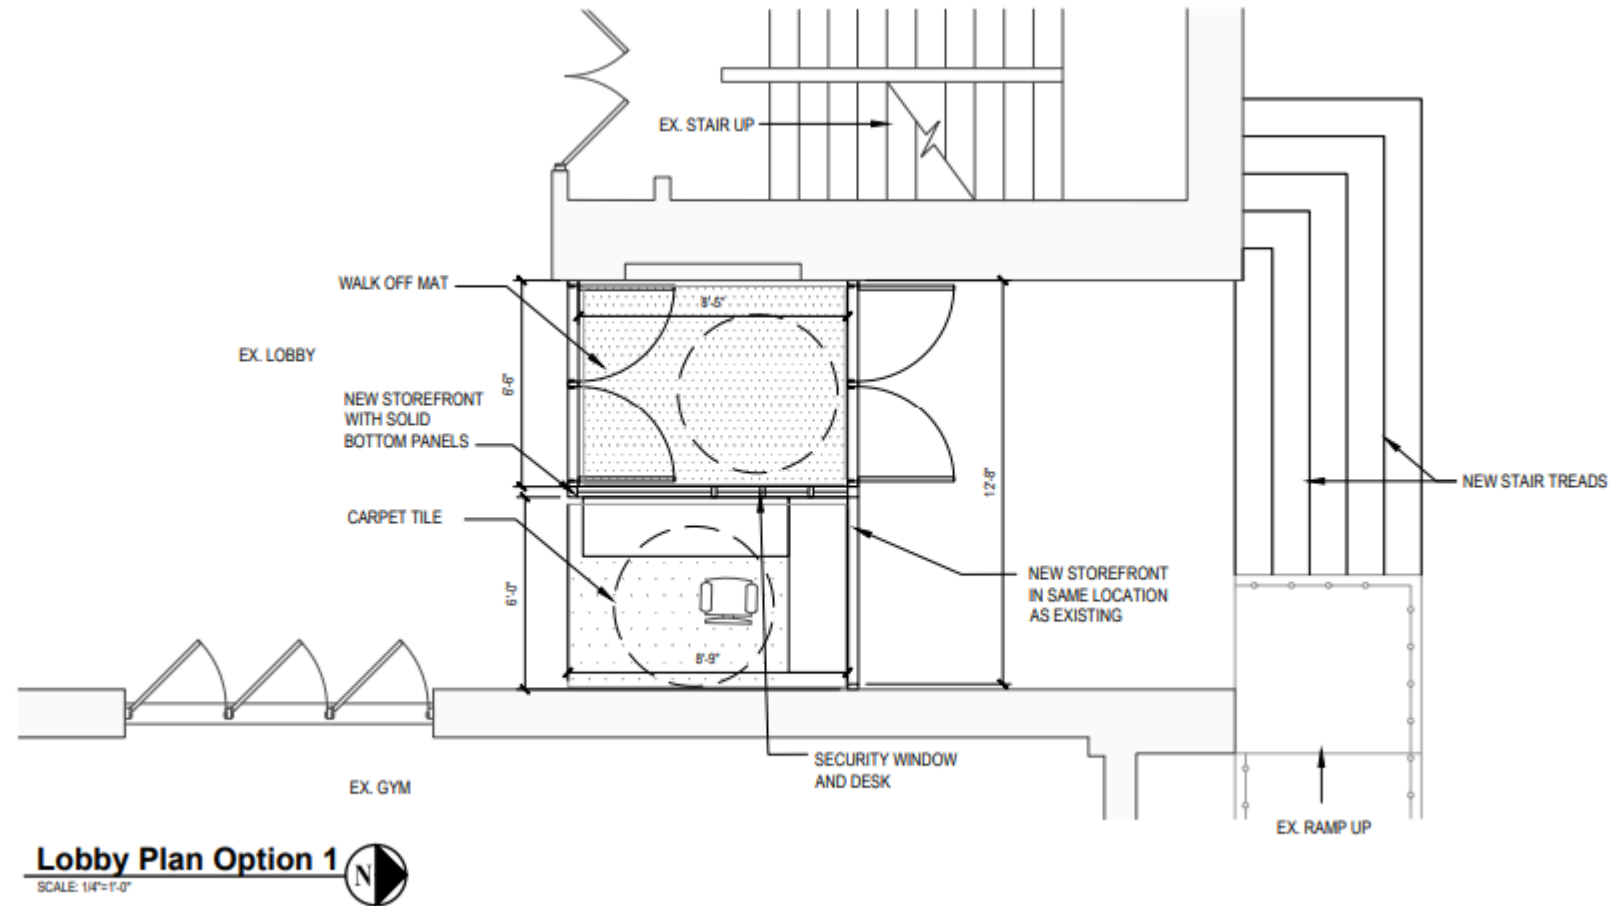 EX. STAIR UP
WALK OFF MAT
8'-5"
EX. LOBBY
6'-6"
NEW STOREFRONT
WITH SOLID
BOTTOM PANELS
12'-8"
NEW STAIR TREADS
CARPET TILE
6'-0"
NEW STOREFRONT
IN SAME LOCATION
AS EXISTING
8'-9"
SECURITY WINDOW
AND DESK
EX. GYM
EX. RAMP UP
Lobby Plan Option 1
N
SCALE: 1/4"=1'-0"